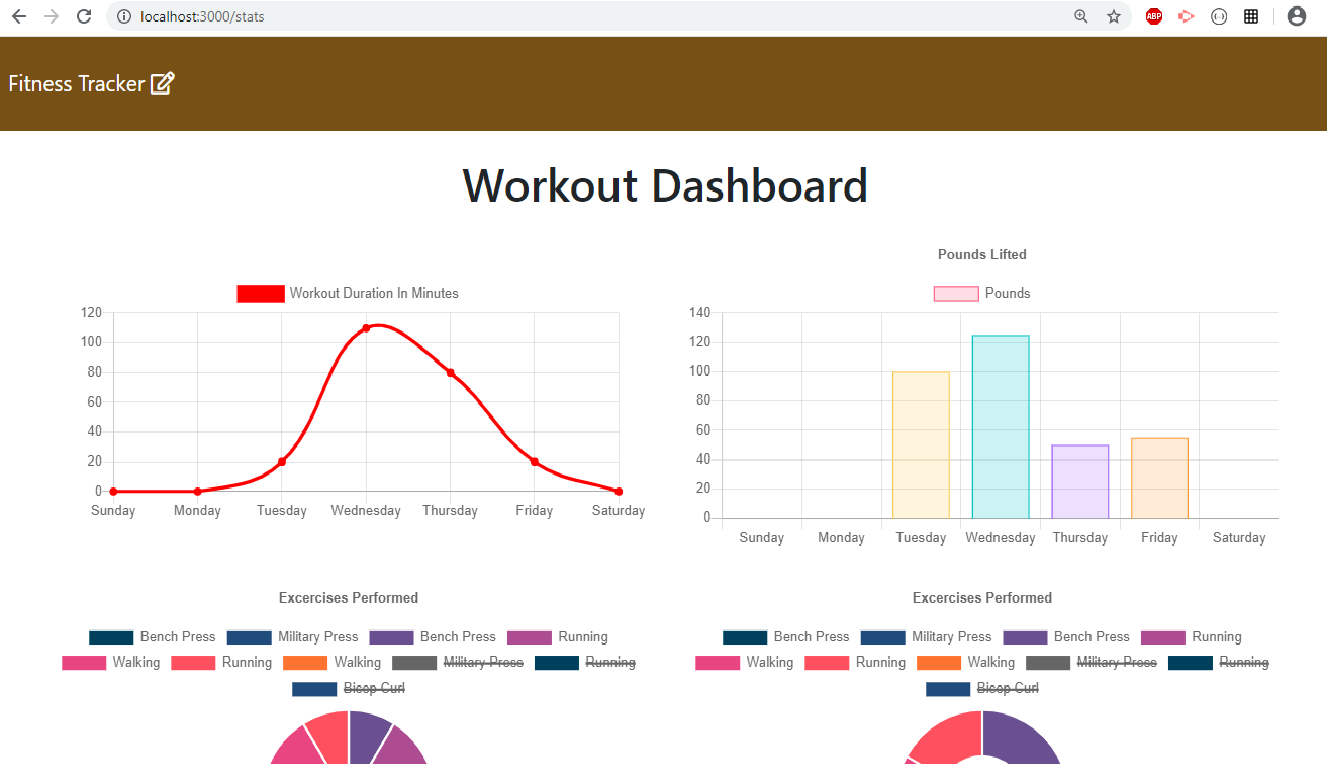 localhost:3000/stats
ABP
Fitness Tracker
Workout Dashboard
Workout Duration In Minutes
120
100
80
60
40
20
0
Sunday Monday Tuesday Wednesday Thursday Friday Saturday
Pounds Lifted
Pounds
140
120
100
80
60
40
20
0
Sunday Monday Tuesday Wednesday Thursday Friday Saturday
Excercises Performed
Bench Press Military Press Bench Press Running
Walking Running Walking Military Press Running
Bicep Curl
Excercises Performed
Bench Press Military Press Bench Press Running
Walking Running Walking Military Press Running
Bicep Curl